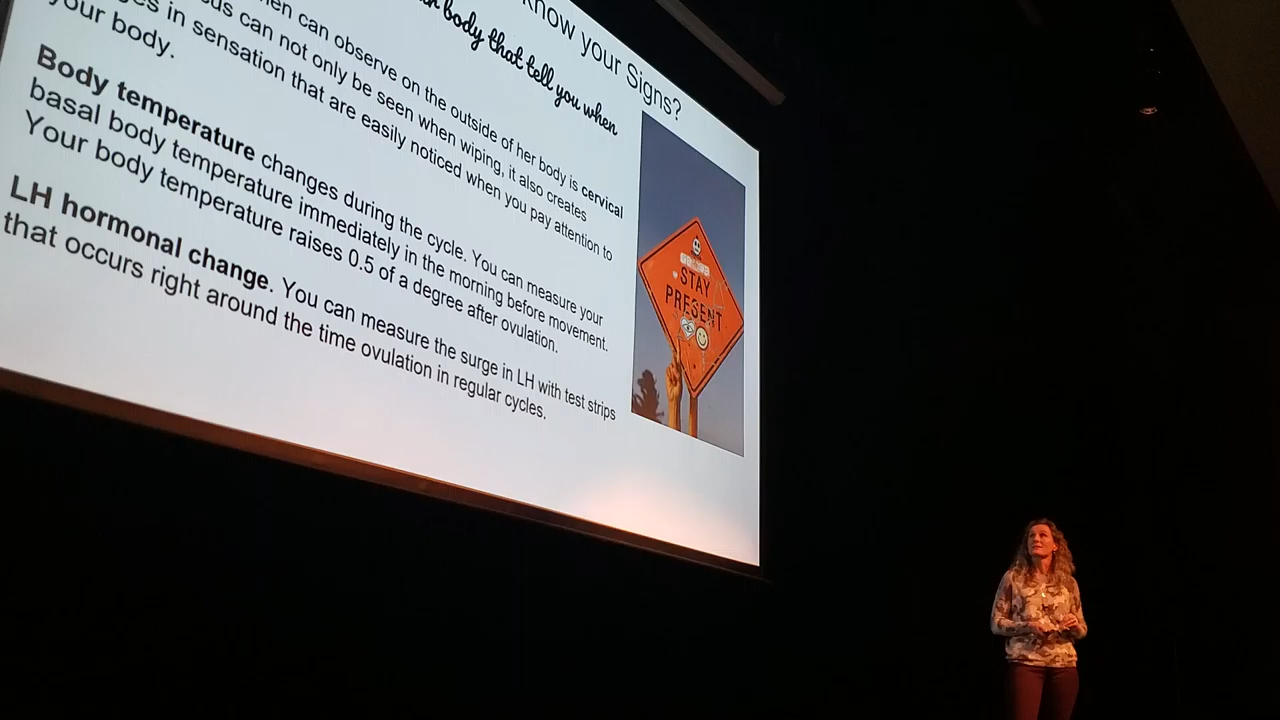 know your Signs?
body that tell you when
can observe on the outside of her body is cervical
can not only be seen when wiping, it also creates
in sensation that are easily noticed when you pay attention to
your body.
Body temperature changes during the cycle. You can measure your
basal body temperature immediately in the morning before movement.
Your body temperature raises 0.5 of a degree after ovulation.
LH hormonal change. You can measure the surge in LH with test strips
that occurs right around the time ovulation in regular cycles.
STAY
PRESENT